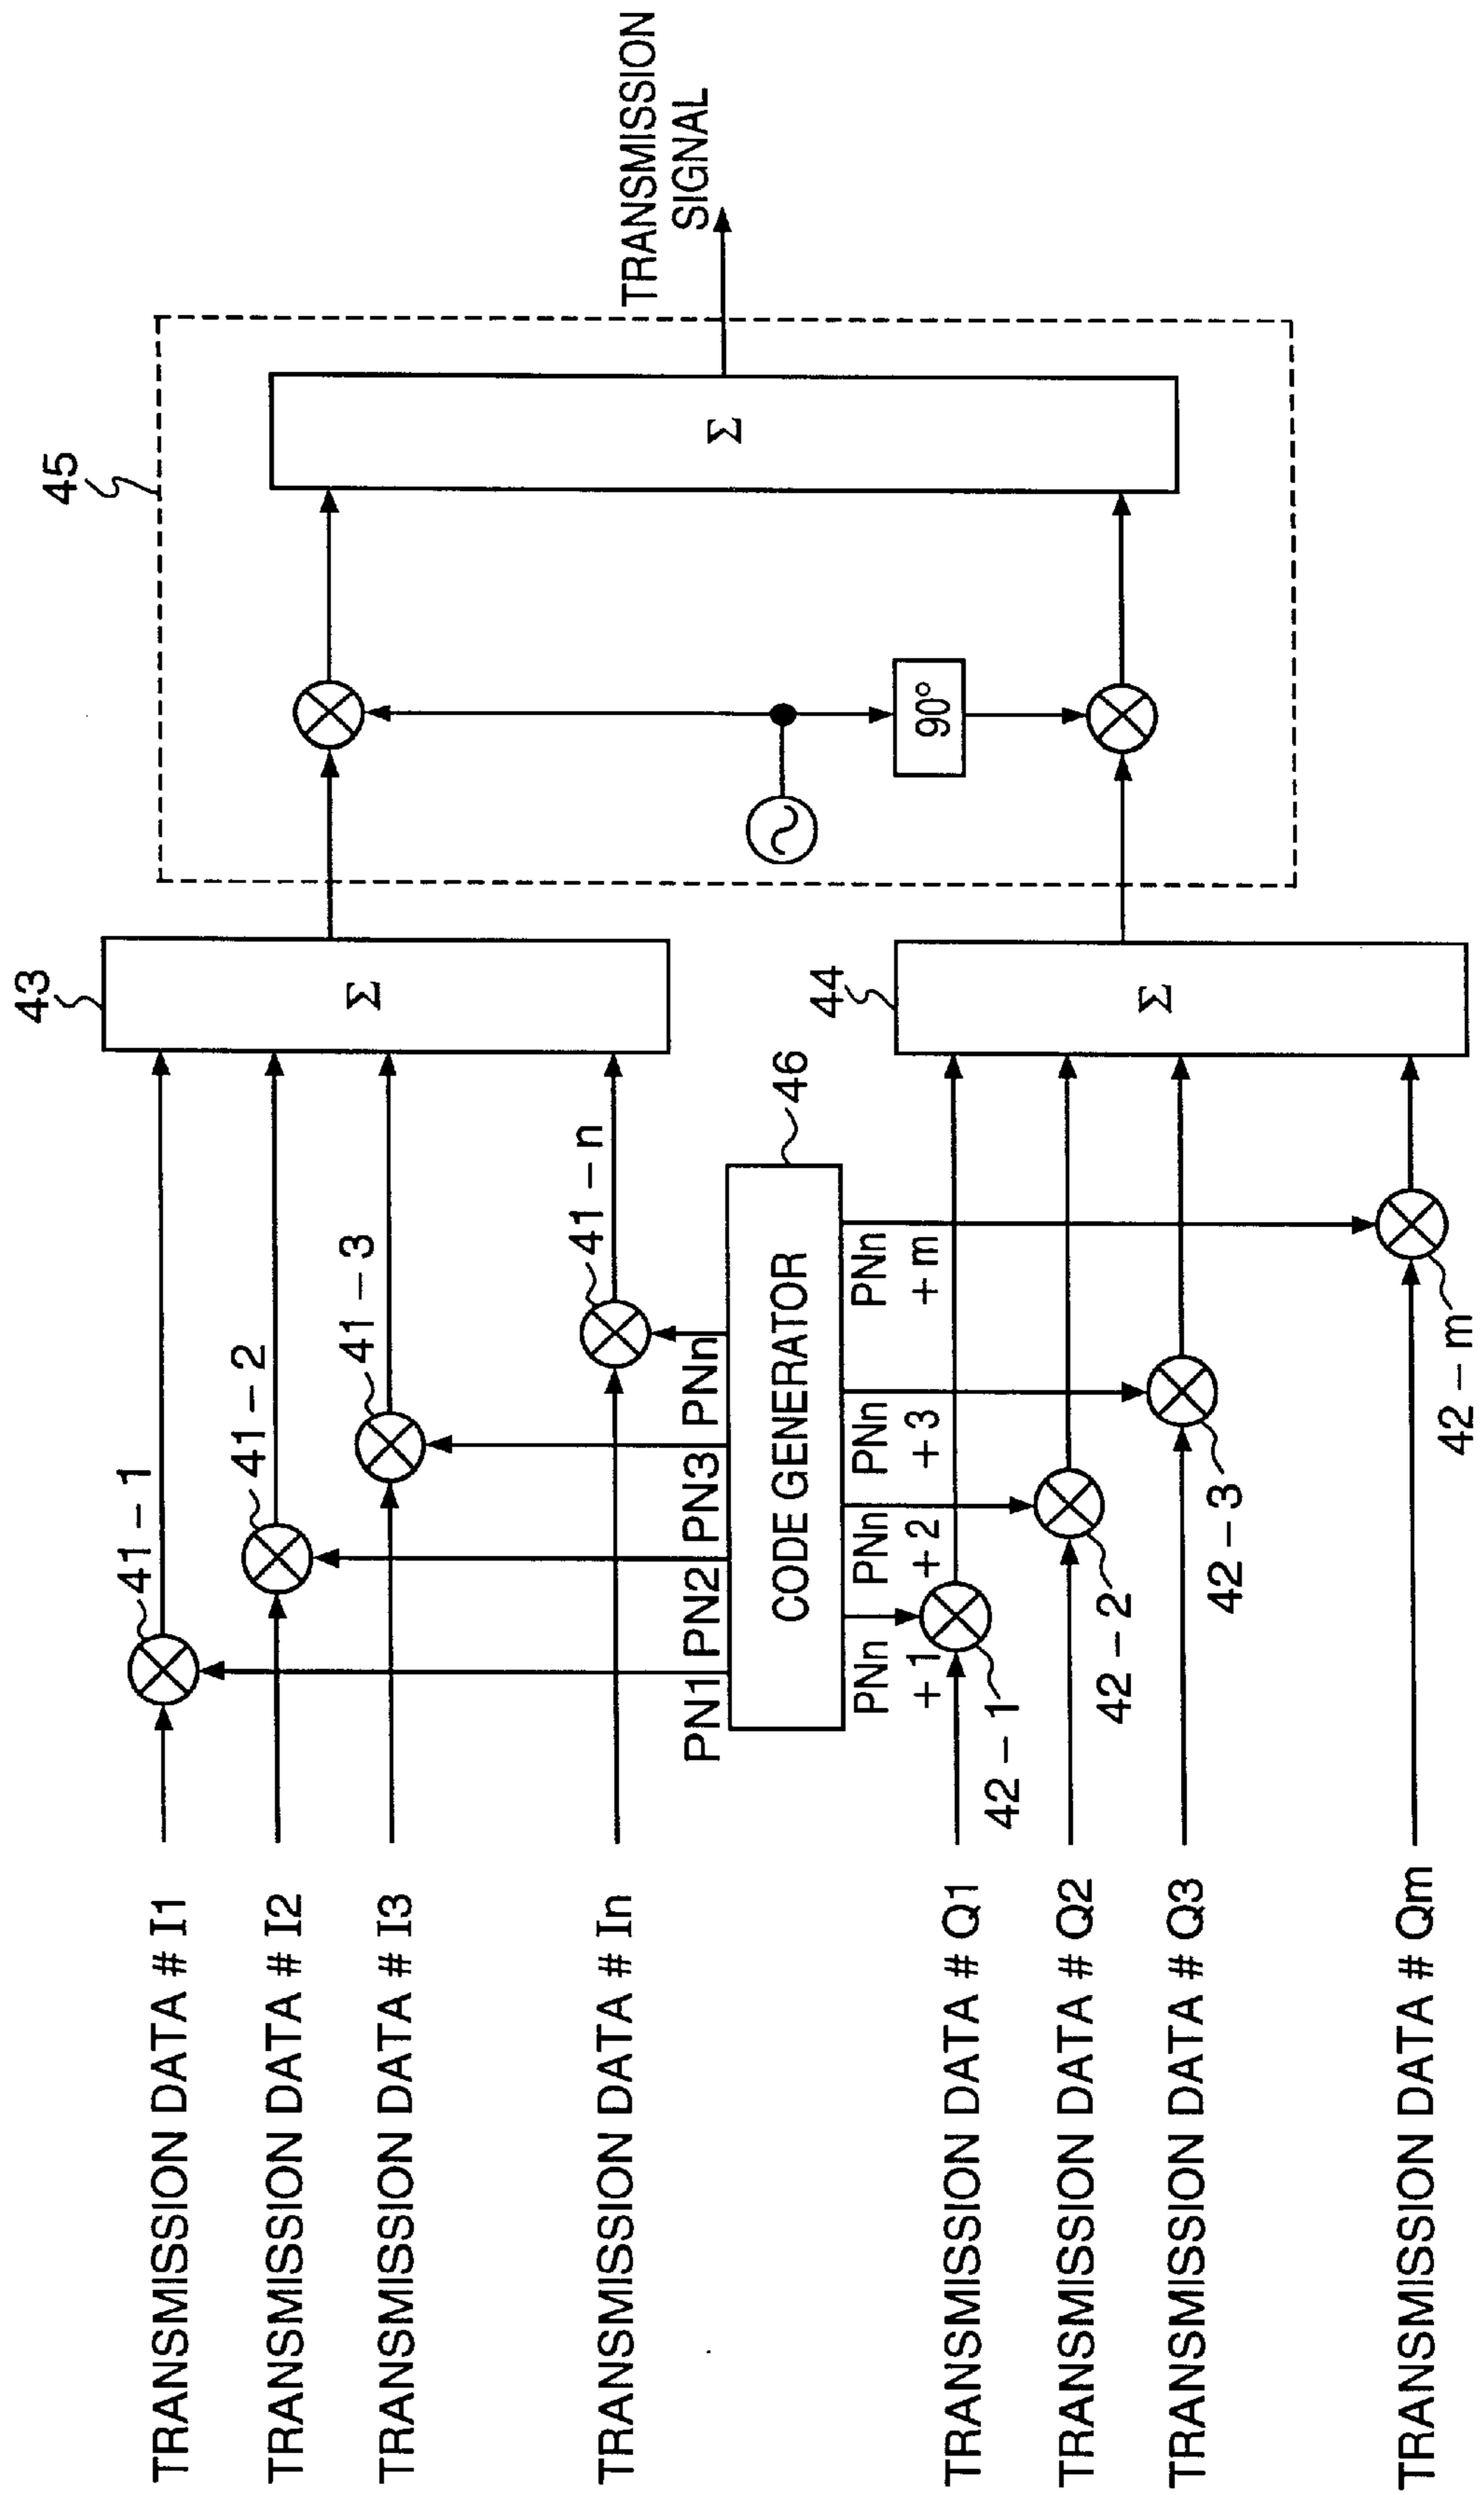 TRANSMISSION DATA # I1
TRANSMISSION DATA # I2
TRANSMISSION DATA # I3
TRANSMISSION DATA # In
TRANSMISSION DATA # Q1
TRANSMISSION DATA # Q2
TRANSMISSION DATA # Q3
TRANSMISSION DATA # Qm
41-1
41-2
41-3
41-n
PN1
PN2
PN3
PNn
CODE GENERATOR
46
PNn
+1
PNn
+2
PNn
+3
PNn
+m
42-1
42-2
42-3
42-m
43
Σ
44
Σ
45
90°
Σ
TRANSMISSION
SIGNAL